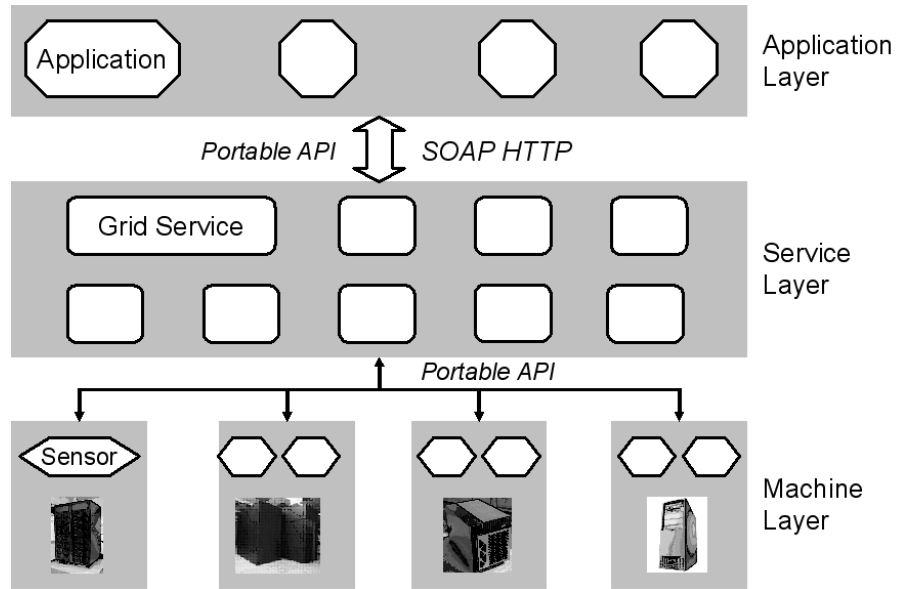 Application
Application
Layer
Portable API
SOAP HTTP
Grid Service
Service
Layer
Portable API
Sensor
Machine
Layer